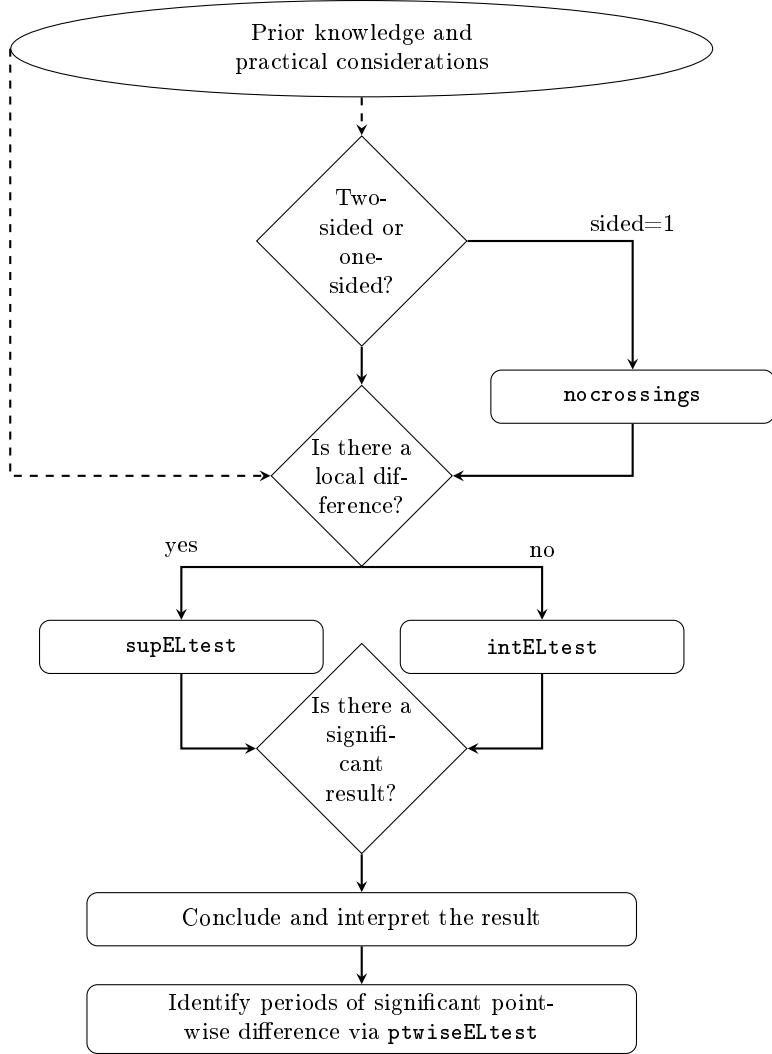 Prior knowledge and
practical considerations
Two-
sided or
one-
sided?
sided=1
nocrossings
Is there a
local dif-
ference?
yes
no
supELtest
intELtest
Is there a
signifi-
cant
result?
Conclude and interpret the result
Identify periods of significant point-
wise difference via ptwiseELtest